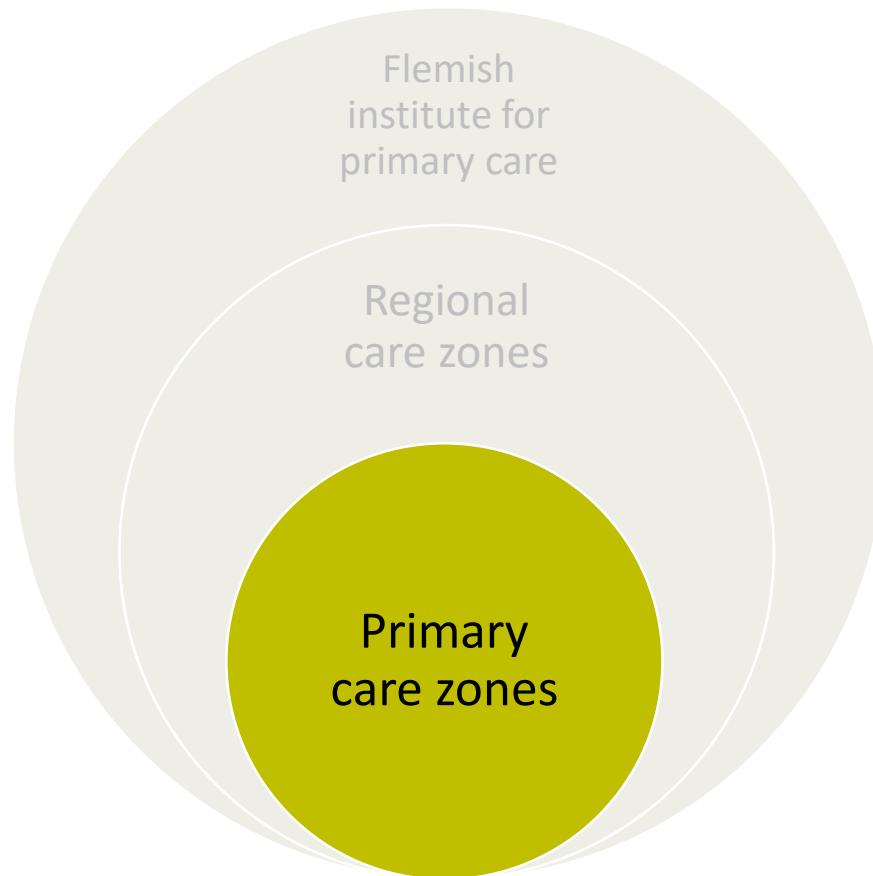 Flemish
institute for
primary care
Regional
care zones
Primary
care zones